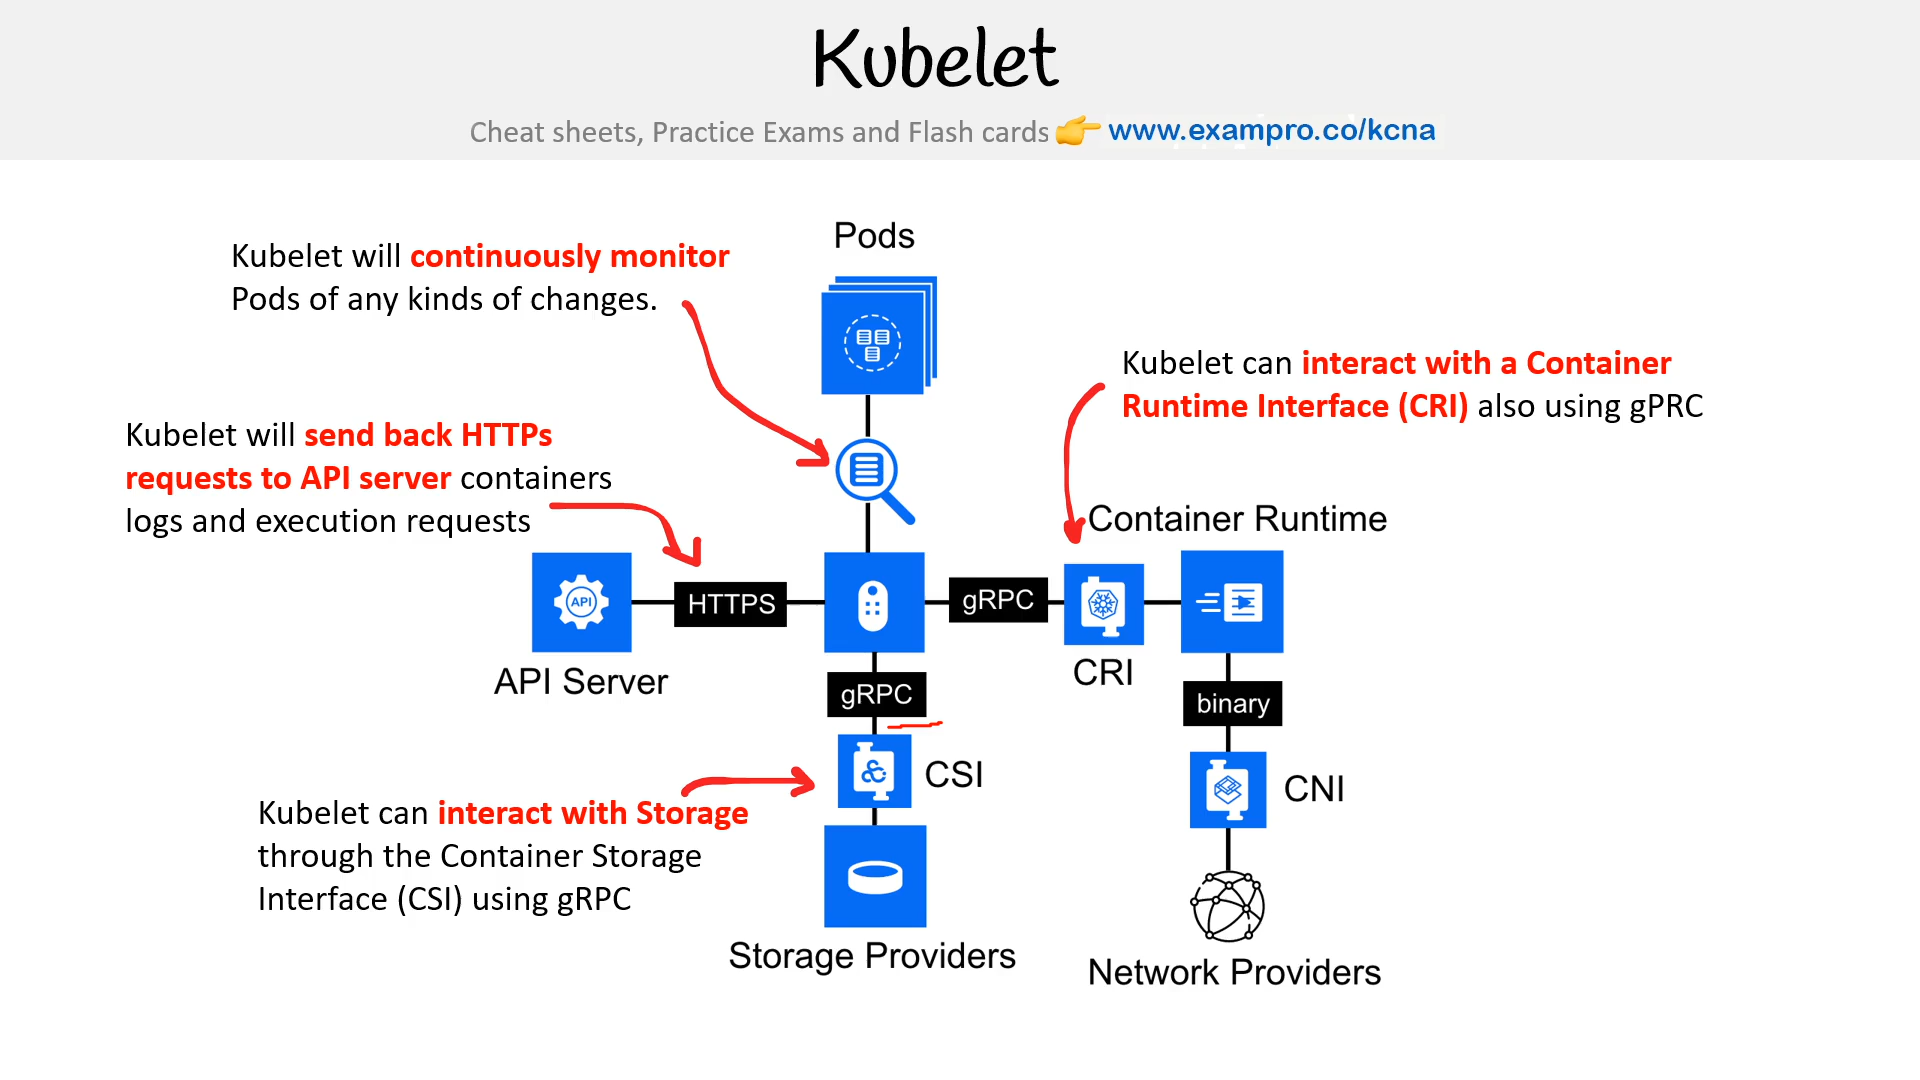 Kubelet
Cheat sheets, Practice Exams and Flash cards 👉 www.exampro.co/kcna
Pods
Kubelet will continuously monitor
Pods of any kinds of changes.
Kubelet can interact with a Container
Runtime Interface (CRI) also using gPRC
Kubelet will send back HTTPs
requests to API server containers
logs and execution requests
Container Runtime
API
HTTPS
gRPC
API Server
CRI
gRPC
binary
CSI
CNI
Kubelet can interact with Storage
through the Container Storage
Interface (CSI) using gRPC
Storage Providers
Network Providers